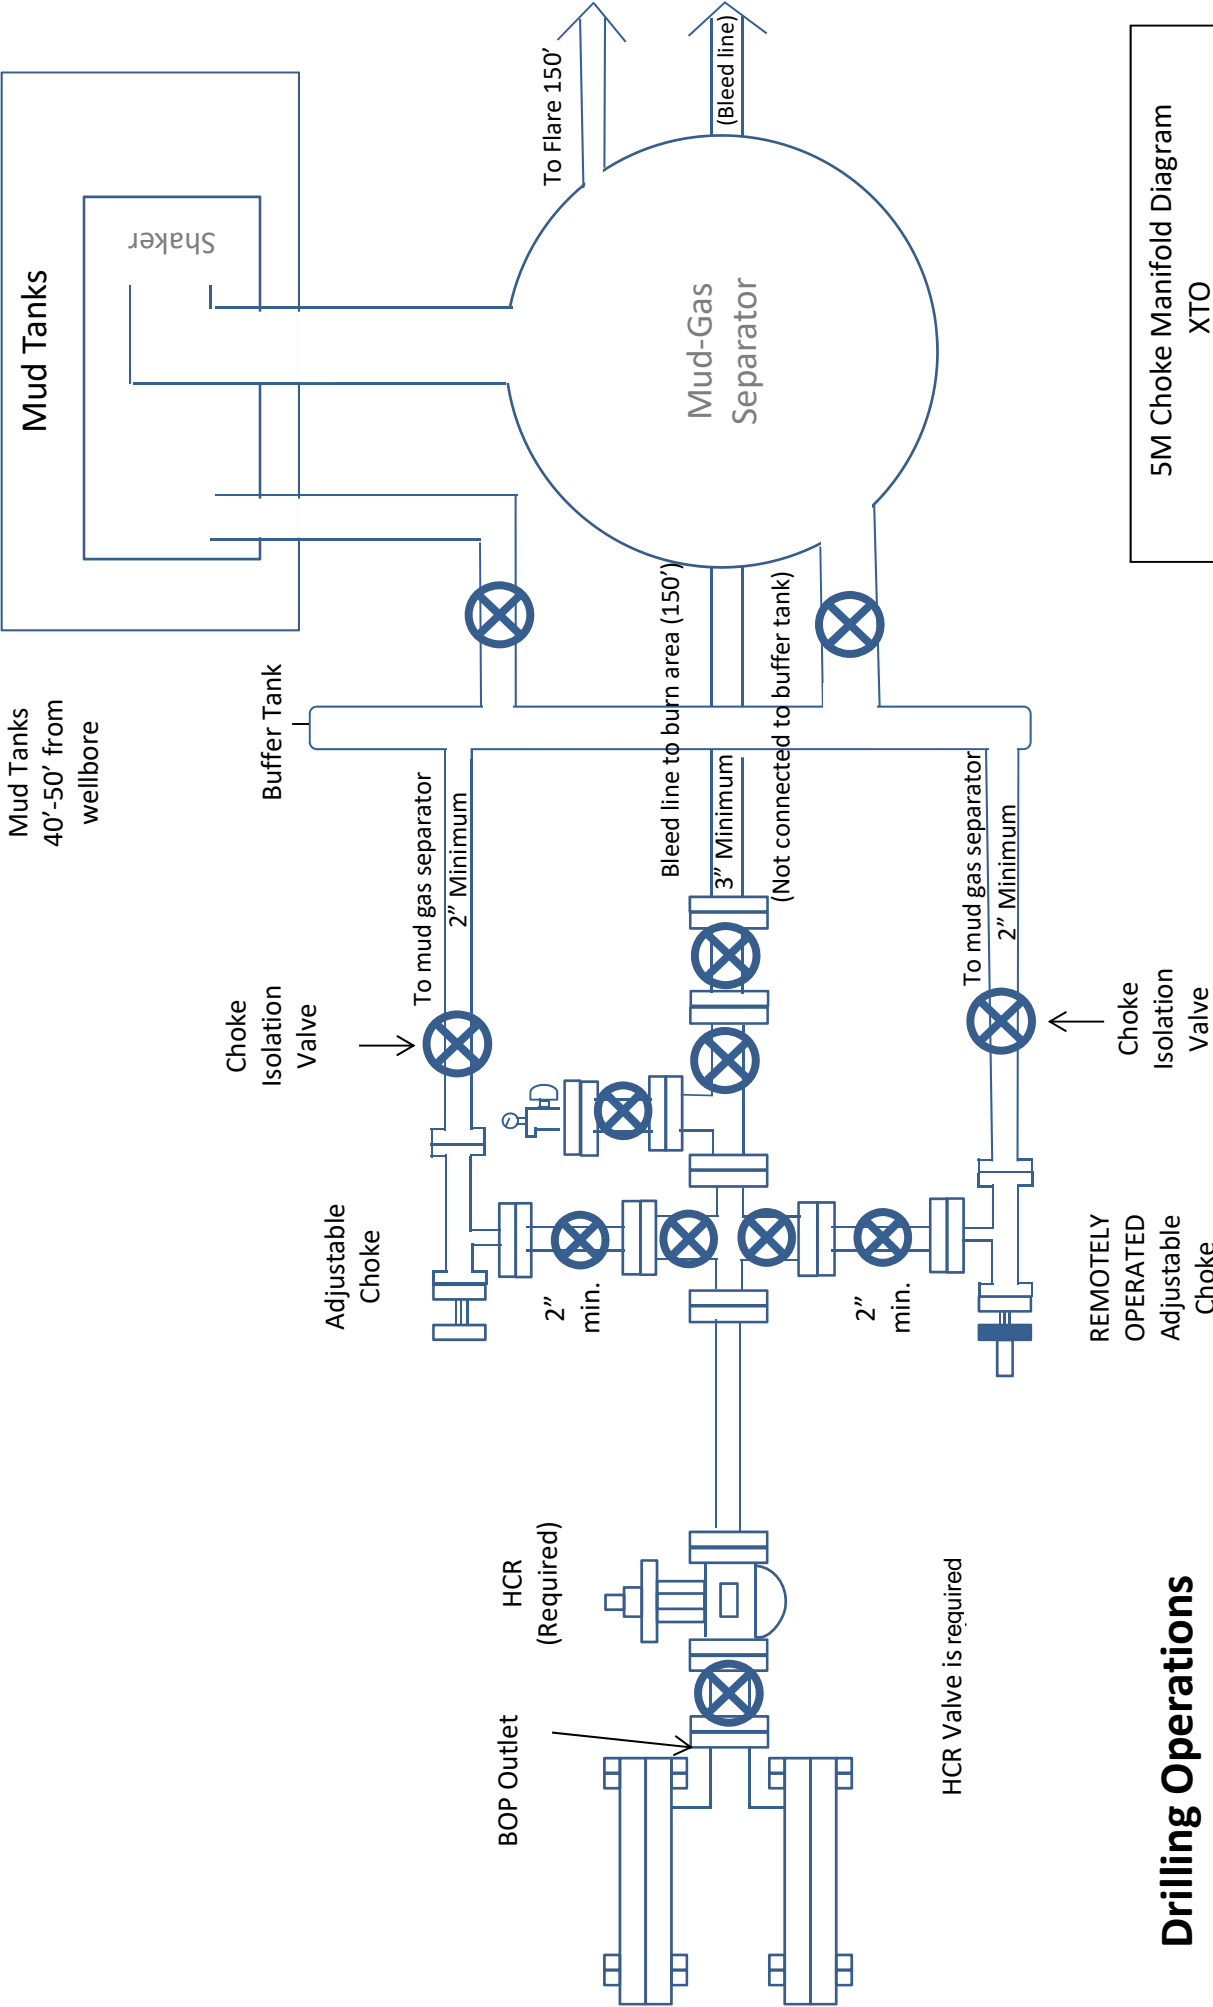 Mud Tanks
Shaker
To Flare 150’
(Bleed line)
Mud-Gas
Separator
5M Choke Manifold Diagram
XTO
Mud Tanks
40’-50’ from
wellbore
Buffer Tank
To mud gas separator
2” Minimum
Bleed line to burn area (150’)
3” Minimum
(Not connected to buffer tank)
To mud gas separator
2” Minimum
Choke
Isolation
Valve
Choke
Isolation
Valve
Adjustable
Choke
2”
min.
2”
min.
REMOTELY
OPERATED
Adjustable
Choke
HCR
(Required)
BOP Outlet
HCR Valve is required
Drilling Operations